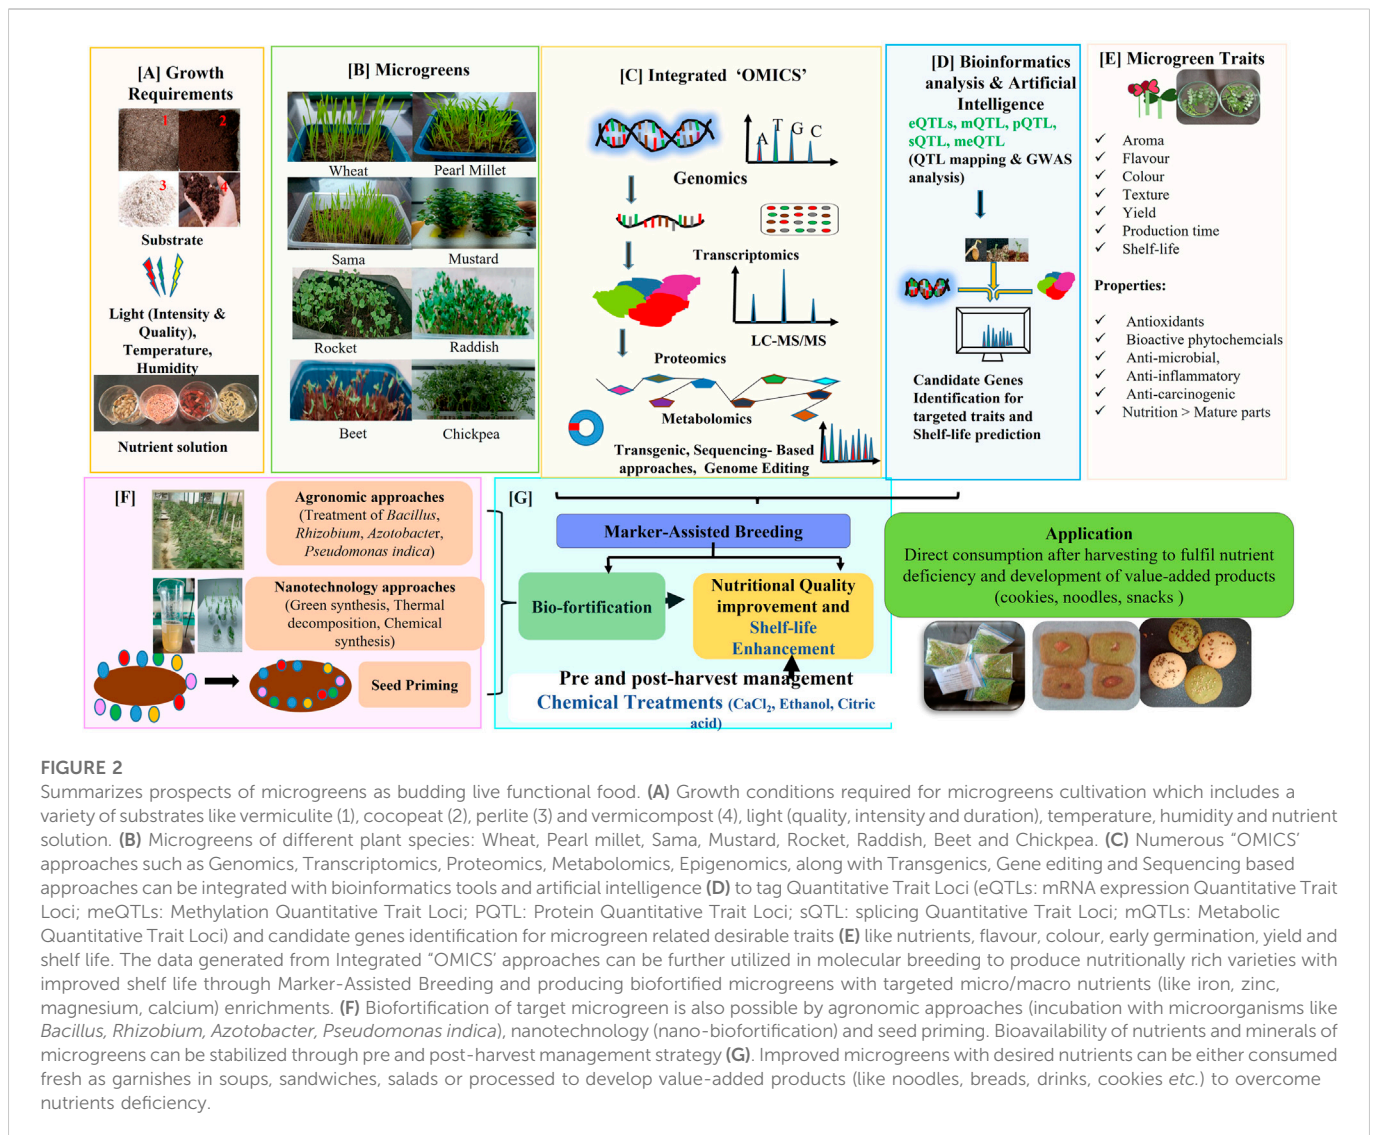 [A] Growth
Requirements
1
2
3
4
Substrate
Light (Intensity &
Quality),
Temperature,
Humidity
Nutrient solution
[B] Microgreens
Wheat
Pearl Millet
Sama
Mustard
Rocket
Raddish
Beet
Chickpea
[C] Integrated ‘OMICS’
A T G C
Genomics
Transcriptomics
LC-MS/MS
Proteomics
Metabolomics
Transgenic, Sequencing- Based
approaches, Genome Editing
[D] Bioinformatics
analysis & Artificial
Intelligence
eQTLs, mQTL, pQTL,
sQTL, meQTL
(QTL mapping & GWAS
analysis)
Candidate Genes
Identification for
targeted traits and
Shelf-life prediction
[E] Microgreen Traits
✓ Aroma
✓ Flavour
✓ Colour
✓ Texture
✓ Yield
✓ Production time
✓ Shelf-life
Properties:
✓ Antioxidants
✓ Bioactive phytochemcials
✓ Anti-microbial,
✓ Anti-inflammatory
✓ Anti-carcinogenic
✓ Nutrition > Mature parts
[F]
Agronomic approaches
(Treatment of Bacillus,
Rhizobium, Azotobacter,
Pseudomonas indica)
Nanotechnology approaches
(Green synthesis, Thermal
decomposition, Chemical
synthesis)
Seed Priming
[G]
Marker-Assisted Breeding
Bio-fortification
Nutritional Quality
improvement and
Shelf-life
Enhancement
Pre and post-harvest management
Chemical Treatments (CaCl₂, Ethanol, Citric
acid)
Application
Direct consumption after harvesting to fulfil nutrient
deficiency and development of value-added products
(cookies, noodles, snacks )
FIGURE 2
Summarizes prospects of microgreens as budding live functional food. (A) Growth conditions required for microgreens cultivation which includes a
variety of substrates like vermiculite (1), cocopeat (2), perlite (3) and vermicompost (4), light (quality, intensity and duration), temperature, humidity and nutrient
solution. (B) Microgreens of different plant species: Wheat, Pearl millet, Sama, Mustard, Rocket, Raddish, Beet and Chickpea. (C) Numerous “OMICS’
approaches such as Genomics, Transcriptomics, Proteomics, Metabolomics, Epigenomics, along with Transgenics, Gene editing and Sequencing based
approaches can be integrated with bioinformatics tools and artificial intelligence (D) to tag Quantitative Trait Loci (eQTLs: mRNA expression Quantitative Trait
Loci; meQTLs: Methylation Quantitative Trait Loci; PQTL: Protein Quantitative Trait Loci; sQTL: splicing Quantitative Trait Loci; mQTLs: Metabolic
Quantitative Trait Loci) and candidate genes identification for microgreen related desirable traits (E) like nutrients, flavour, colour, early germination, yield and
shelf life. The data generated from Integrated “OMICS’ approaches can be further utilized in molecular breeding to produce nutritionally rich varieties with
improved shelf life through Marker-Assisted Breeding and producing biofortified microgreens with targeted micro/macro nutrients (like iron, zinc,
magnesium, calcium) enrichments. (F) Biofortification of target microgreen is also possible by agronomic approaches (incubation with microorganisms like
Bacillus, Rhizobium, Azotobacter, Pseudomonas indica), nanotechnology (nano-biofortification) and seed priming. Bioavailability of nutrients and minerals of
microgreens can be stabilized through pre and post-harvest management strategy (G). Improved microgreens with desired nutrients can be either consumed
fresh as garnishes in soups, sandwiches, salads or processed to develop value-added products (like noodles, breads, drinks, cookies etc.) to overcome
nutrients deficiency.